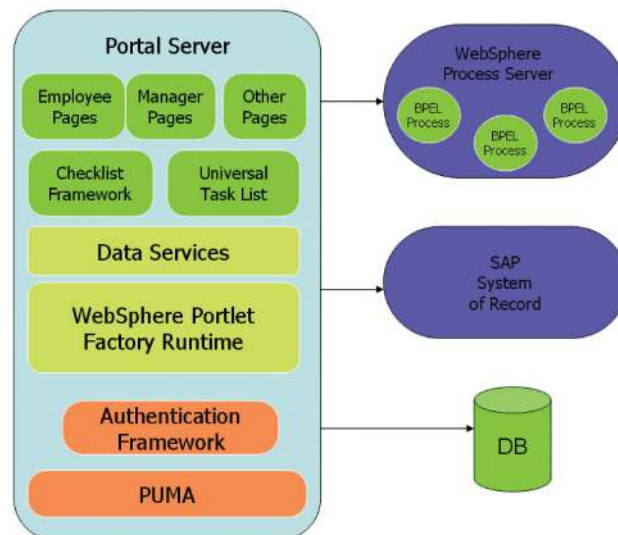 Portal Server
Employee
Pages
Manager
Pages
Other
Pages
Checklist
Framework
Universal
Task List
Data Services
WebSphere Portlet
Factory Runtime
Authentication
Framework
PUMA
WebSphere
Process Server
BPEL
Process
BPEL
Process
BPEL
Process
SAP
System
of Record
DB